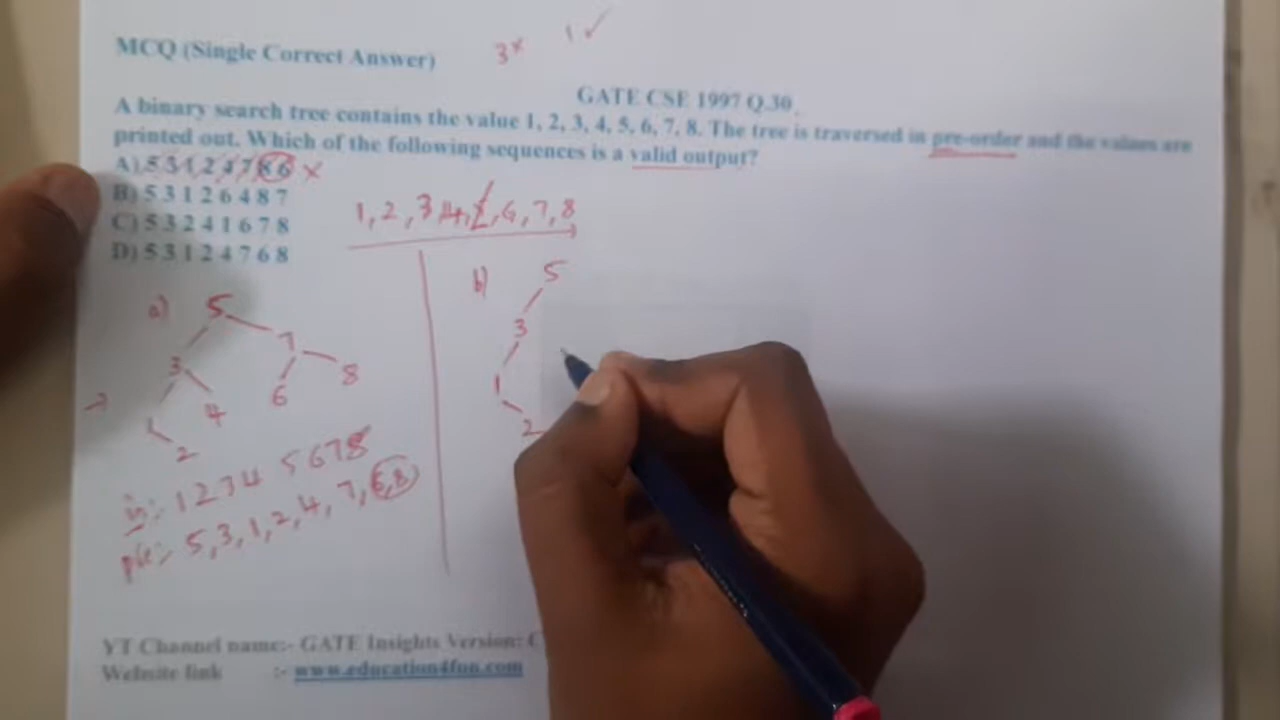 3× 1 ✓
MCQ (Single Correct Answer)
GATE CSE 1997 Q.30.
A binary search tree contains the value 1, 2, 3, 4, 5, 6, 7, 8. The tree is traversed in pre-order and the values are
printed out. Which of the following sequences is a valid output?
A) 5 3 1 2 4 7 8 6 ×
B) 5 3 1 2 6 4 8 7
C) 5 3 2 4 1 6 7 8
D) 5 3 1 2 4 7 6 8
1, 2, 3, 4, 5, 6, 7, 8
a) 5
3 7
1 4 6 8
2
in:- 1 2 3 4 5 6 7 8
pre:- 5, 3, 1, 2, 4, 7, 6, 8
b) 5
3
1
2
YT Channel name:- GATE Insights Version: C
Website link :- www.education4fun.com